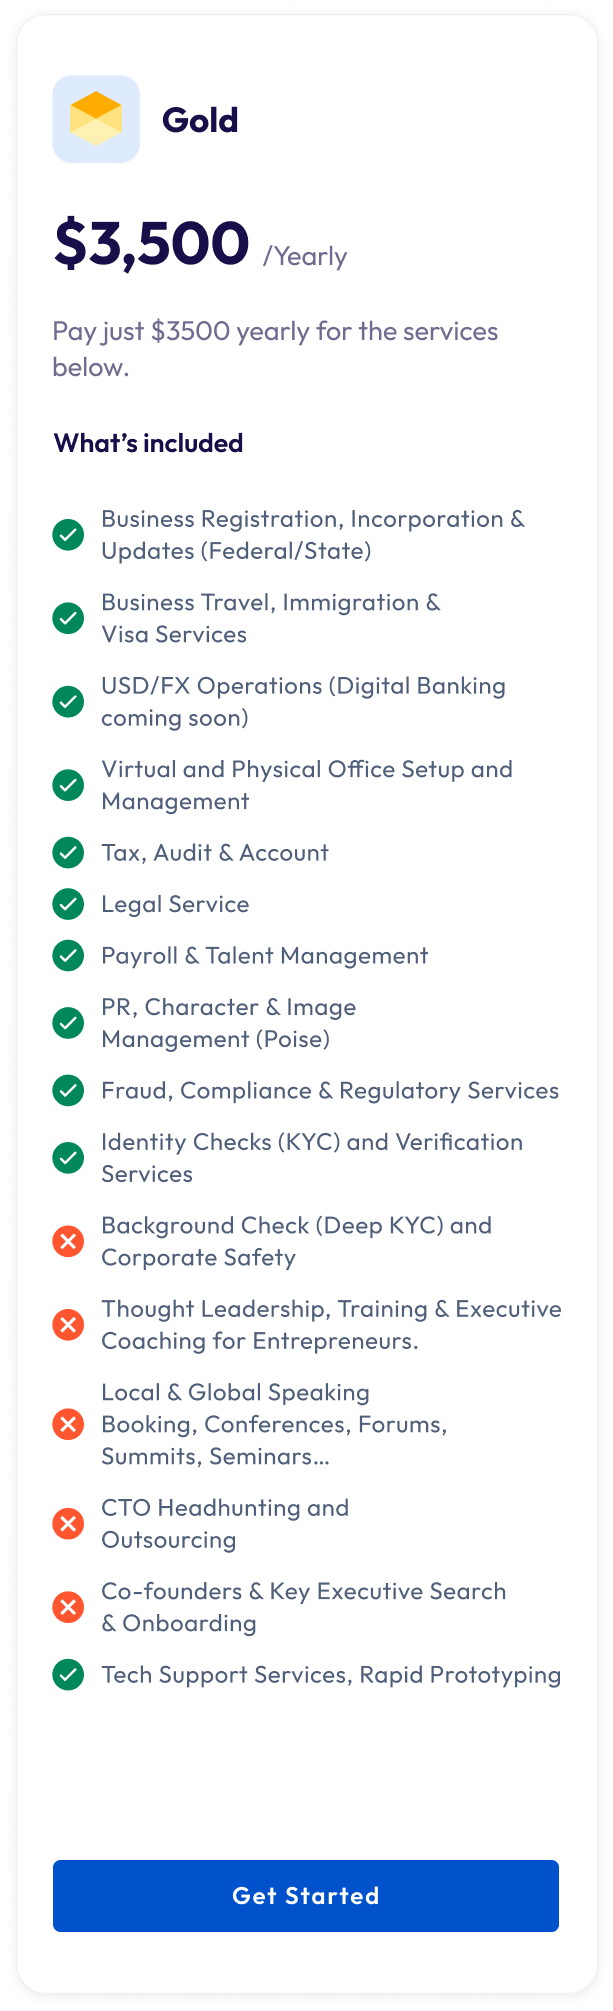 Gold
$3,500 /Yearly
Pay just $3500 yearly for the services
below.
What’s included
Business Registration, Incorporation &
Updates (Federal/State)
Business Travel, Immigration &
Visa Services
USD/FX Operations (Digital Banking
coming soon)
Virtual and Physical Office Setup and
Management
Tax, Audit & Account
Legal Service
Payroll & Talent Management
PR, Character & Image
Management (Poise)
Fraud, Compliance & Regulatory Services
Identity Checks (KYC) and Verification
Services
Background Check (Deep KYC) and
Corporate Safety
Thought Leadership, Training & Executive
Coaching for Entrepreneurs.
Local & Global Speaking
Booking, Conferences, Forums,
Summits, Seminars...
CTO Headhunting and
Outsourcing
Co-founders & Key Executive Search
& Onboarding
Tech Support Services, Rapid Prototyping
Get Started